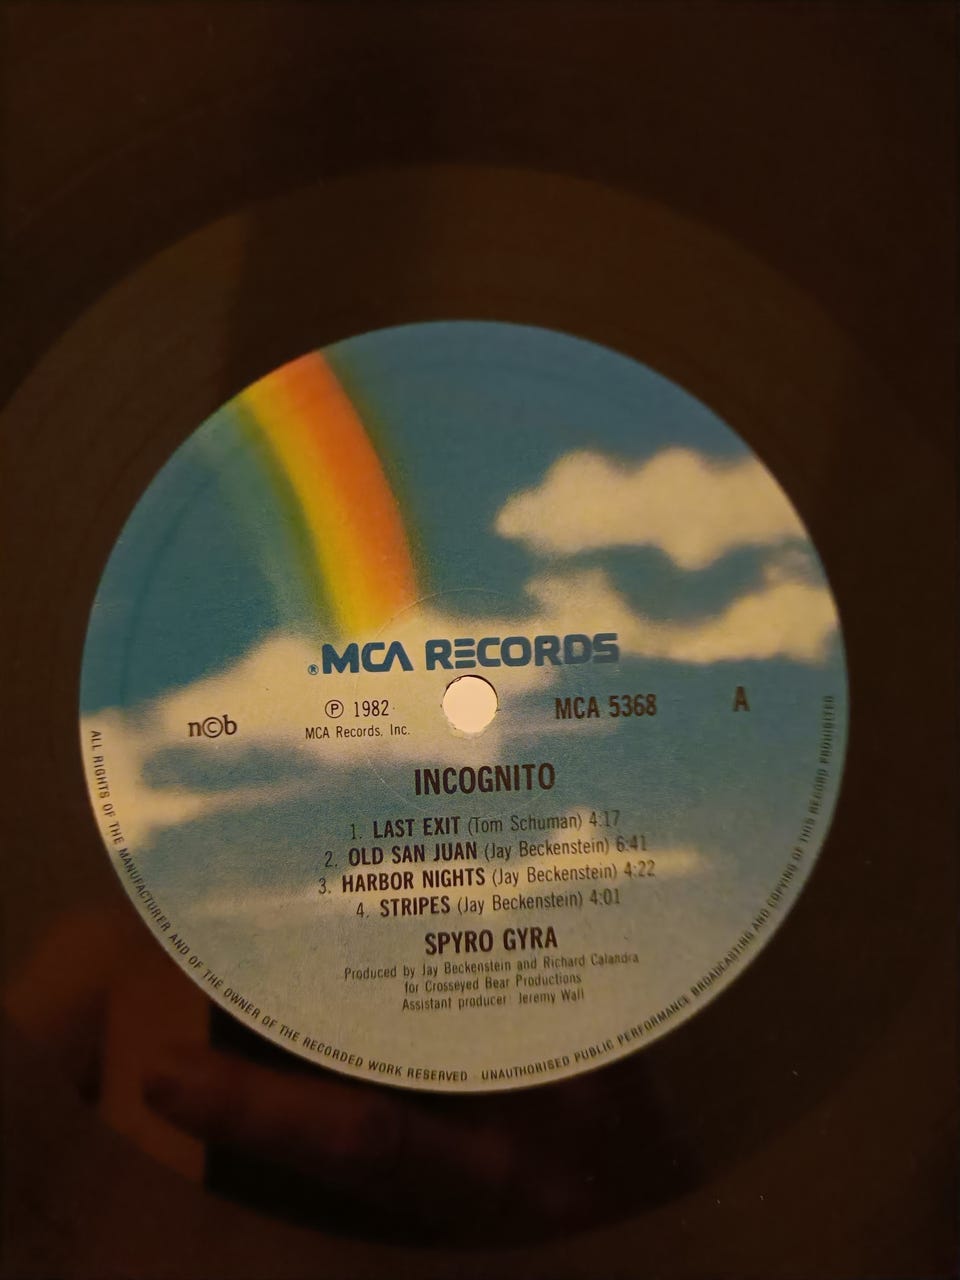 ® MCA RECORDS
n©b
℗ 1982
MCA Records, Inc.
MCA 5368
A
INCOGNITO
1. LAST EXIT (Tom Schuman) 4:17
2. OLD SAN JUAN (Jay Beckenstein) 6:41
3. HARBOR NIGHTS (Jay Beckenstein) 4:22
4. STRIPES (Jay Beckenstein) 4:01
SPYRO GYRA
Produced by Jay Beckenstein and Richard Calandra
for Crosseyed Bear Productions
Assistant producer: Jeremy Wall
ALL RIGHTS OF THE MANUFACTURER AND OF THE OWNER OF THE RECORDED WORK RESERVED · UNAUTHORISED PUBLIC PERFORMANCE BROADCASTING AND COPYING OF THIS RECORD PROHIBITED